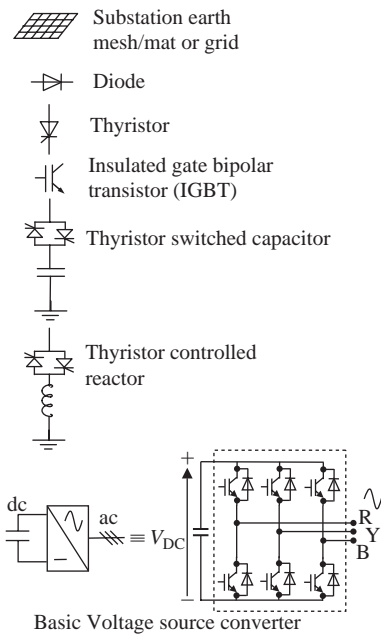 Substation earth
mesh/mat or grid
Diode
Thyristor
Insulated gate bipolar
transistor (IGBT)
Thyristor switched capacitor
Thyristor controlled
reactor
dc
ac
≡
+
V_DC
−
R
Y
B
Basic Voltage source converter